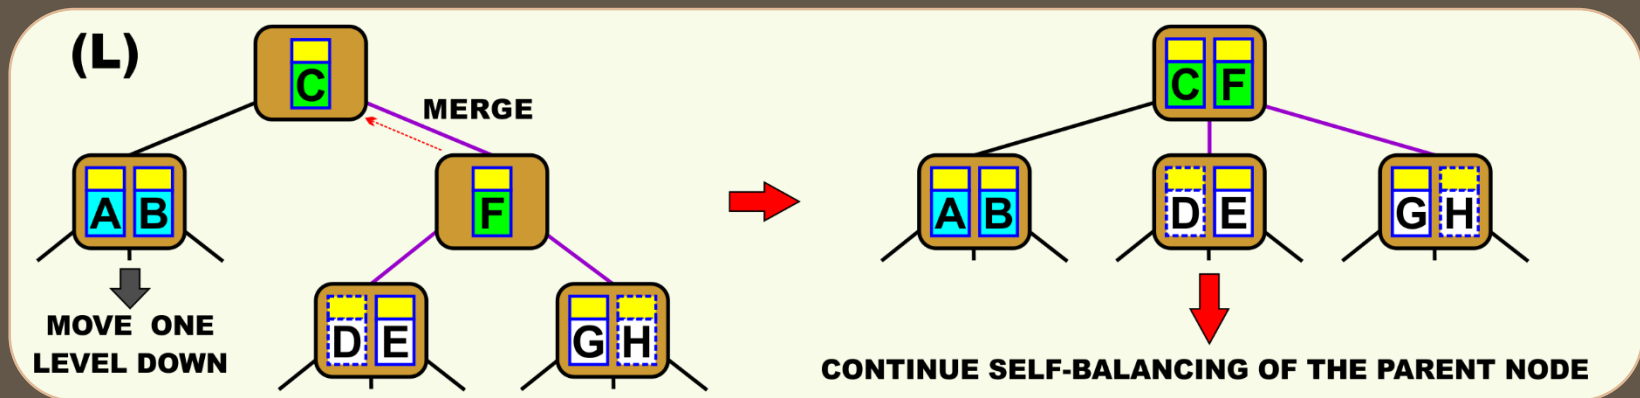 (L)
C
MERGE
A B
F
MOVE ONE
LEVEL DOWN
D E
G H
C F
A B
D E
G H
CONTINUE SELF-BALANCING OF THE PARENT NODE